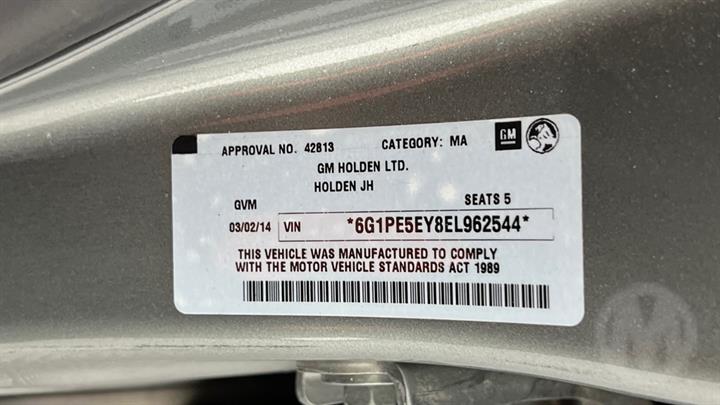 APPROVAL NO. 42813 CATEGORY: MA GM
GM HOLDEN LTD.
HOLDEN JH
GVM SEATS 5
03/02/14 VIN *6G1PE5EY8EL962544*
THIS VEHICLE WAS MANUFACTURED TO COMPLY
WITH THE MOTOR VEHICLE STANDARDS ACT 1989
M